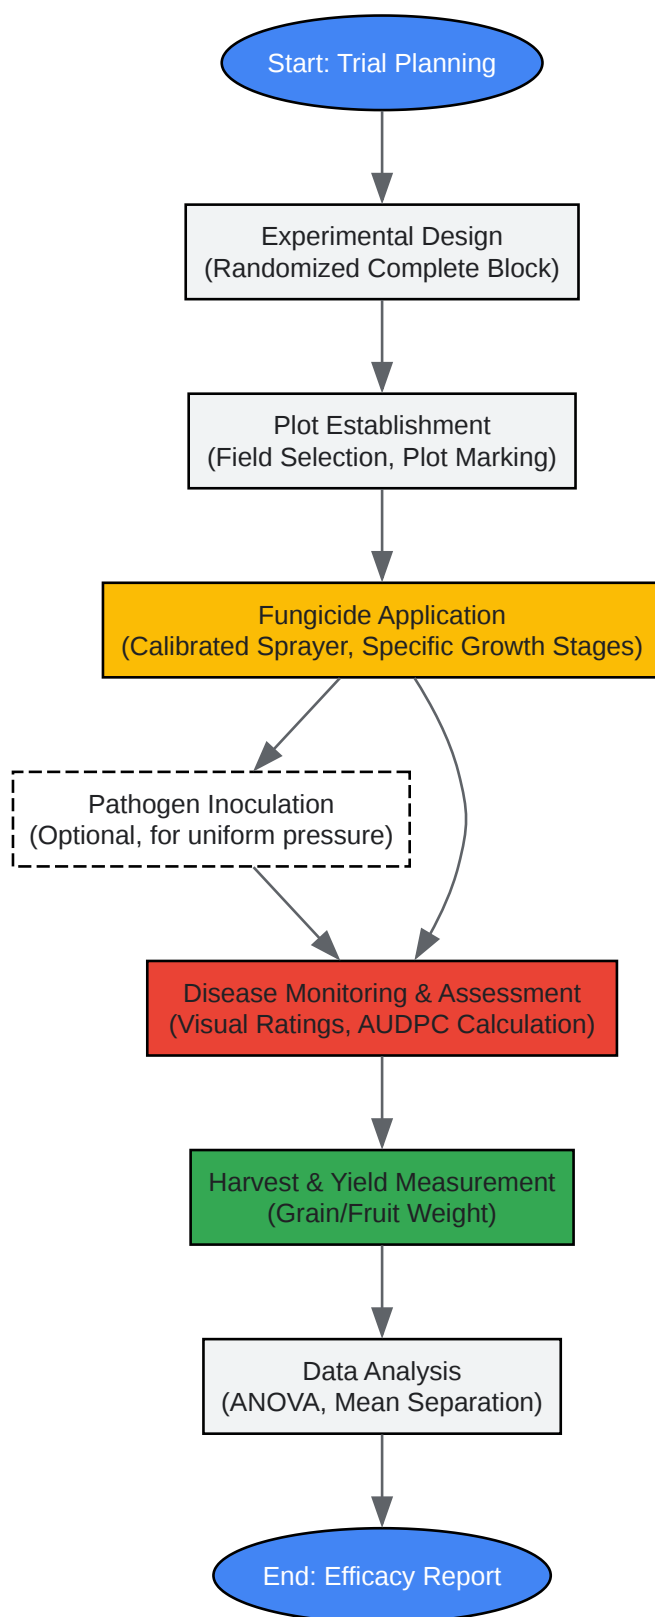 Start: Trial Planning
Experimental Design
(Randomized Complete Block)
Plot Establishment
(Field Selection, Plot Marking)
Fungicide Application
(Calibrated Sprayer, Specific Growth Stages)
Pathogen Inoculation
(Optional, for uniform pressure)
Disease Monitoring & Assessment
(Visual Ratings, AUDPC Calculation)
Harvest & Yield Measurement
(Grain/Fruit Weight)
Data Analysis
(ANOVA, Mean Separation)
End: Efficacy Report